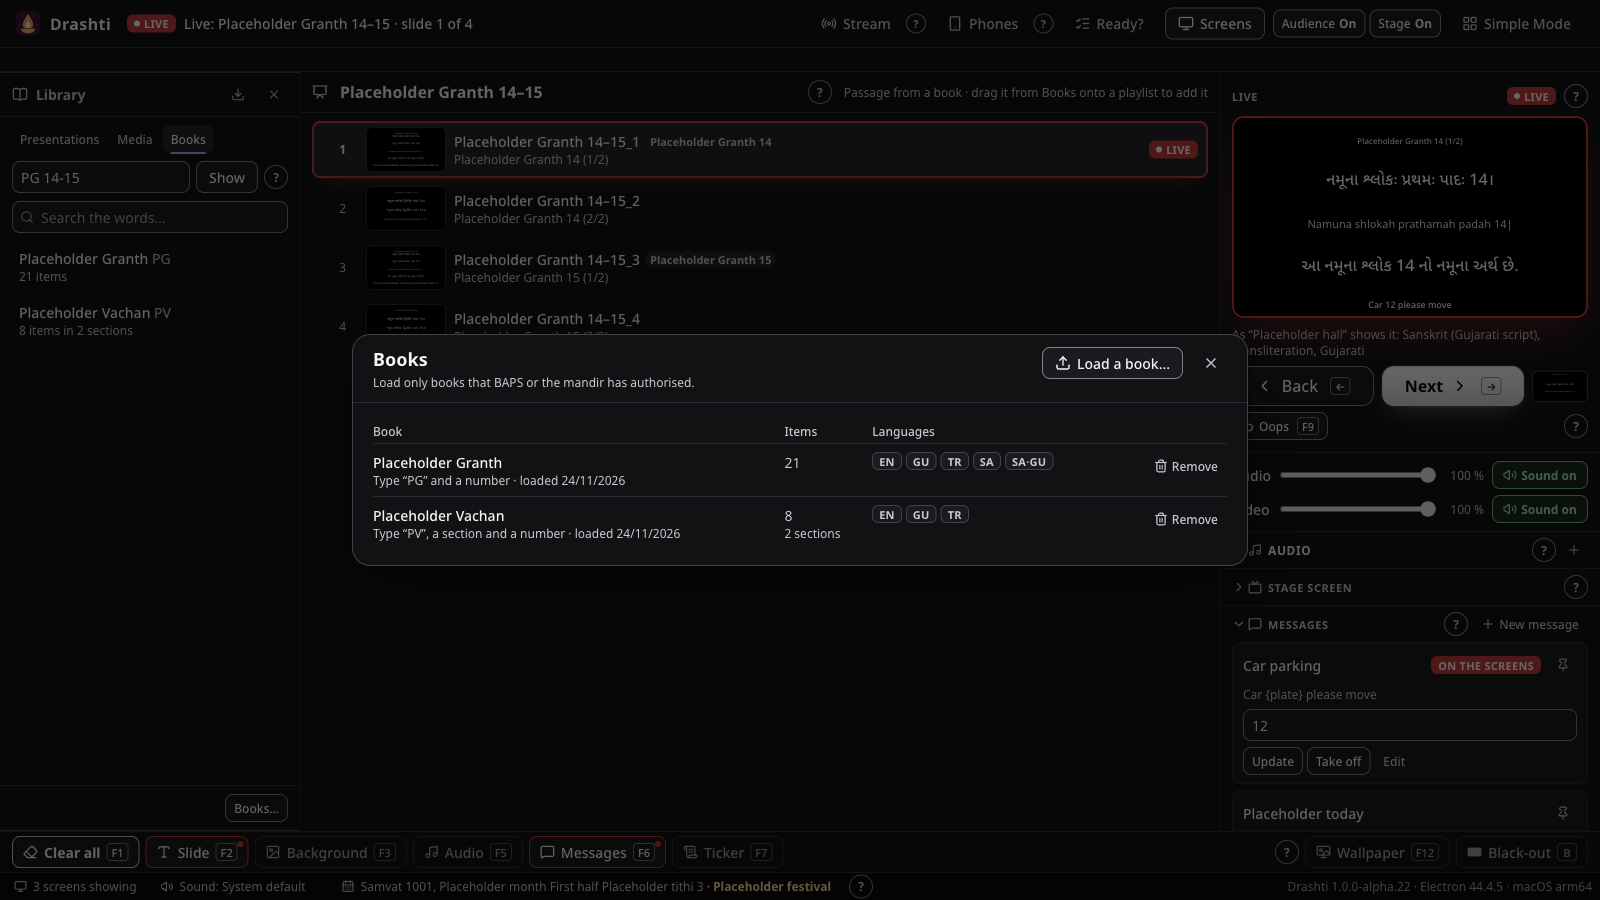 Drashti
LIVE
Live: Placeholder Granth 14–15 · slide 1 of 4
Stream ?
Phones ?
Ready?
Screens
Audience On
Stage On
Simple Mode
Library
Presentations Media Books
PG 14-15
Show ?
Search the words...
Placeholder Granth PG
21 items
Placeholder Vachan PV
8 items in 2 sections
Books...
Placeholder Granth 14–15
? Passage from a book · drag it from Books onto a playlist to add it
1
Placeholder Granth 14–15_1 Placeholder Granth 14
Placeholder Granth 14 (1/2)
LIVE
2
Placeholder Granth 14–15_2
Placeholder Granth 14 (2/2)
3
Placeholder Granth 14–15_3 Placeholder Granth 15
Placeholder Granth 15 (1/2)
4
Placeholder Granth 14–15_4
Books
Load only books that BAPS or the mandir has authorised.
Load a book...
Book Items Languages
Placeholder Granth 21 EN GU TR SA SA·GU
Type “PG” and a number · loaded 24/11/2026
Remove
Placeholder Vachan 8 EN GU TR
Type “PV”, a section and a number · loaded 24/11/2026 2 sections
Remove
LIVE
LIVE ?
Placeholder Granth 14 (1/2)
નમૂના શ્લોકઃ પ્રથમઃ પાદઃ 14।
Namuna shlokah prathamah padah 14|
આ નમૂના શ્લોક 14 નો નમૂના અર્થ છે.
Car 12 please move
As “Placeholder hall” shows it: Sanskrit (Gujarati script),
Gujarati
Back ←
Next →
Oops F9 ?
100 % Sound on
100 % Sound on
AUDIO ? +
STAGE SCREEN ?
MESSAGES ? + New message
Car parking ON THE SCREENS
Car {plate} please move
12
Update Take off Edit
Placeholder today
Clear all F1
Slide F2
Background F3
Audio F5
Messages F6
Ticker F7
?
Wallpaper F12
Black-out B
3 screens showing
Sound: System default
Samvat 1001, Placeholder month First half Placeholder tithi 3 · Placeholder festival ?
Drashti 1.0.0-alpha.22 · Electron 44.4.5 · macOS arm64